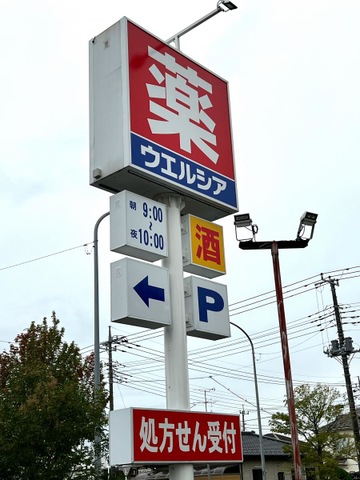 薬
ウエルシア
朝 9:00
~
夜 10:00
酒
P
処方せん受付